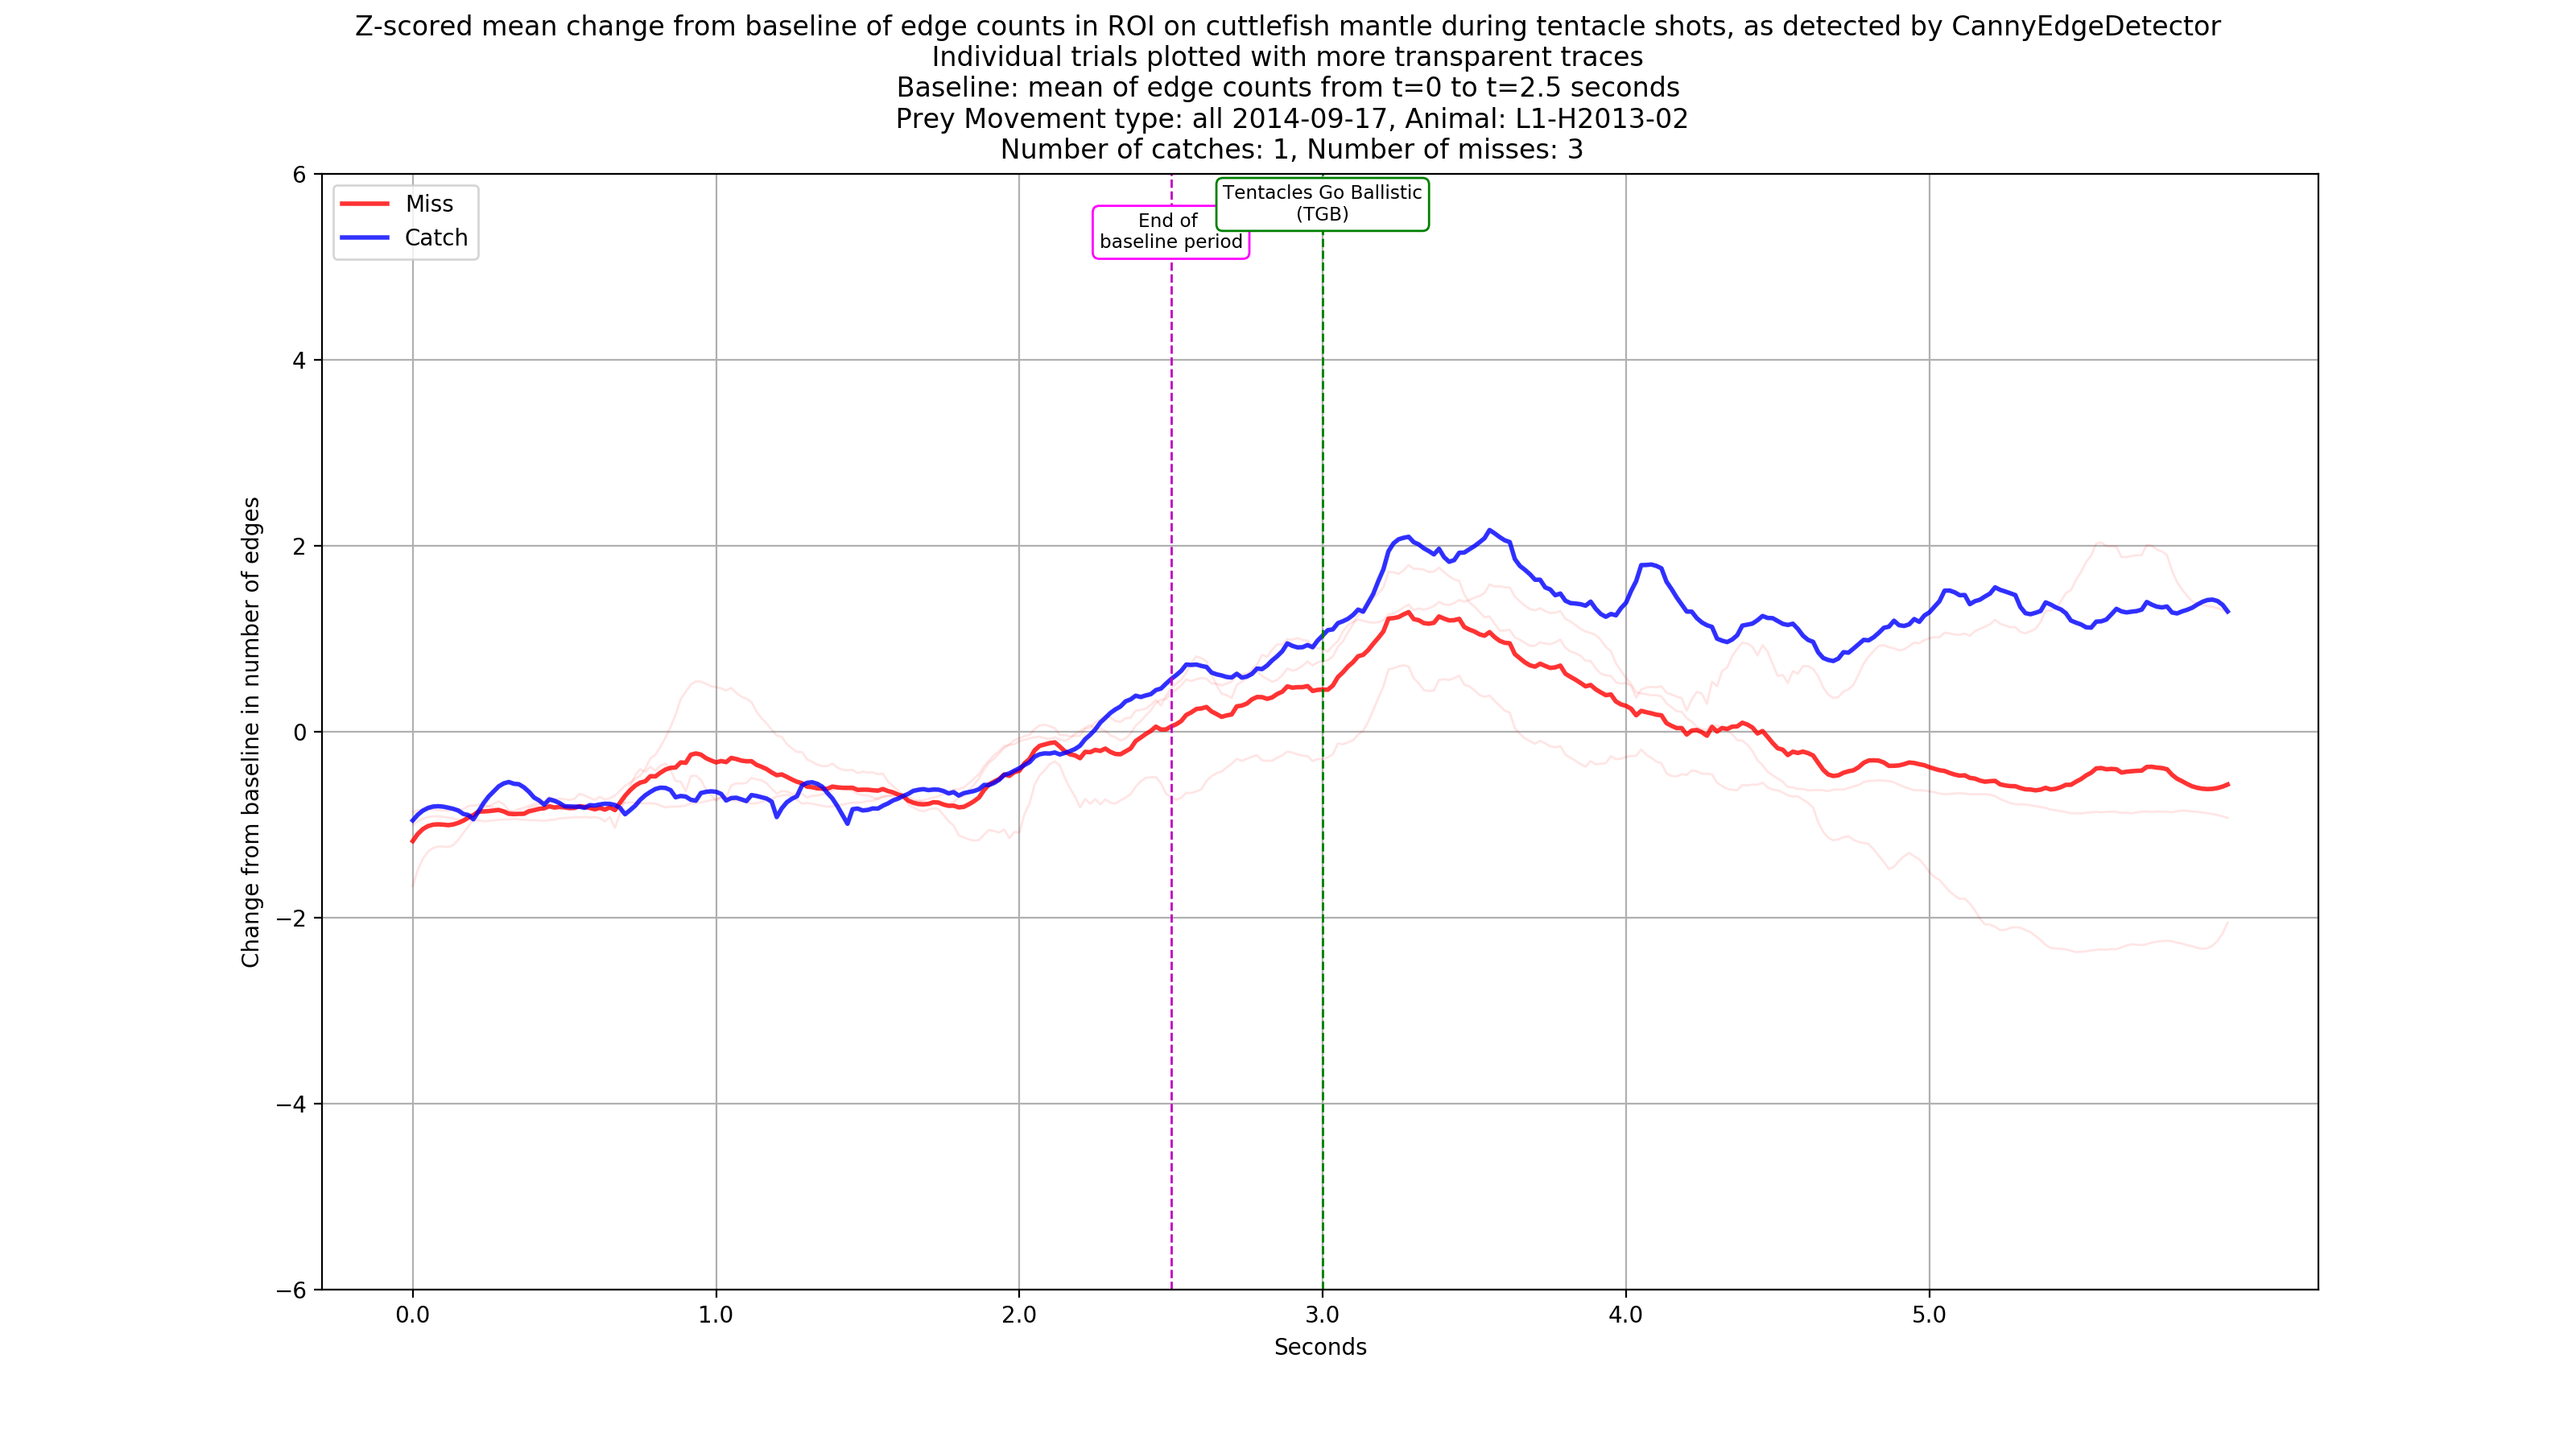 Z-scored mean change from baseline of edge counts in ROI on cuttlefish mantle during tentacle shots, as detected by CannyEdgeDetector
Individual trials plotted with more transparent traces
Baseline: mean of edge counts from t=0 to t=2.5 seconds
Prey Movement type: all 2014-09-17, Animal: L1-H2013-02
Number of catches: 1, Number of misses: 3
Miss
Catch
Tentacles Go Ballistic
(TGB)
End of
baseline period
Change from baseline in number of edges
6
4
2
0
−2
−4
−6
0.0 1.0 2.0 3.0 4.0 5.0
Seconds